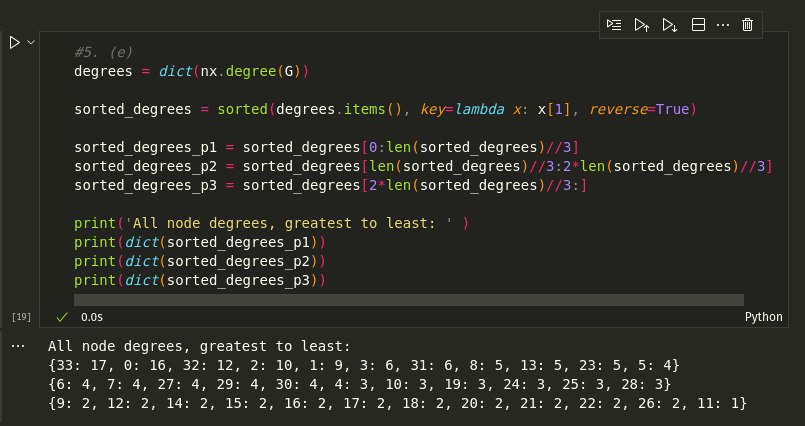 #5. (e)
degrees = dict(nx.degree(G))
sorted_degrees = sorted(degrees.items(), key=lambda x: x[1], reverse=True)
sorted_degrees_p1 = sorted_degrees[0:len(sorted_degrees)//3]
sorted_degrees_p2 = sorted_degrees[len(sorted_degrees)//3:2*len(sorted_degrees)//3]
sorted_degrees_p3 = sorted_degrees[2*len(sorted_degrees)//3:]
print('All node degrees, greatest to least: ' )
print(dict(sorted_degrees_p1))
print(dict(sorted_degrees_p2))
print(dict(sorted_degrees_p3))
[19] 0.0s Python
All node degrees, greatest to least:
{33: 17, 0: 16, 32: 12, 2: 10, 1: 9, 3: 6, 31: 6, 8: 5, 13: 5, 23: 5, 5: 4}
{6: 4, 7: 4, 27: 4, 29: 4, 30: 4, 4: 3, 10: 3, 19: 3, 24: 3, 25: 3, 28: 3}
{9: 2, 12: 2, 14: 2, 15: 2, 16: 2, 17: 2, 18: 2, 20: 2, 21: 2, 22: 2, 26: 2, 11: 1}